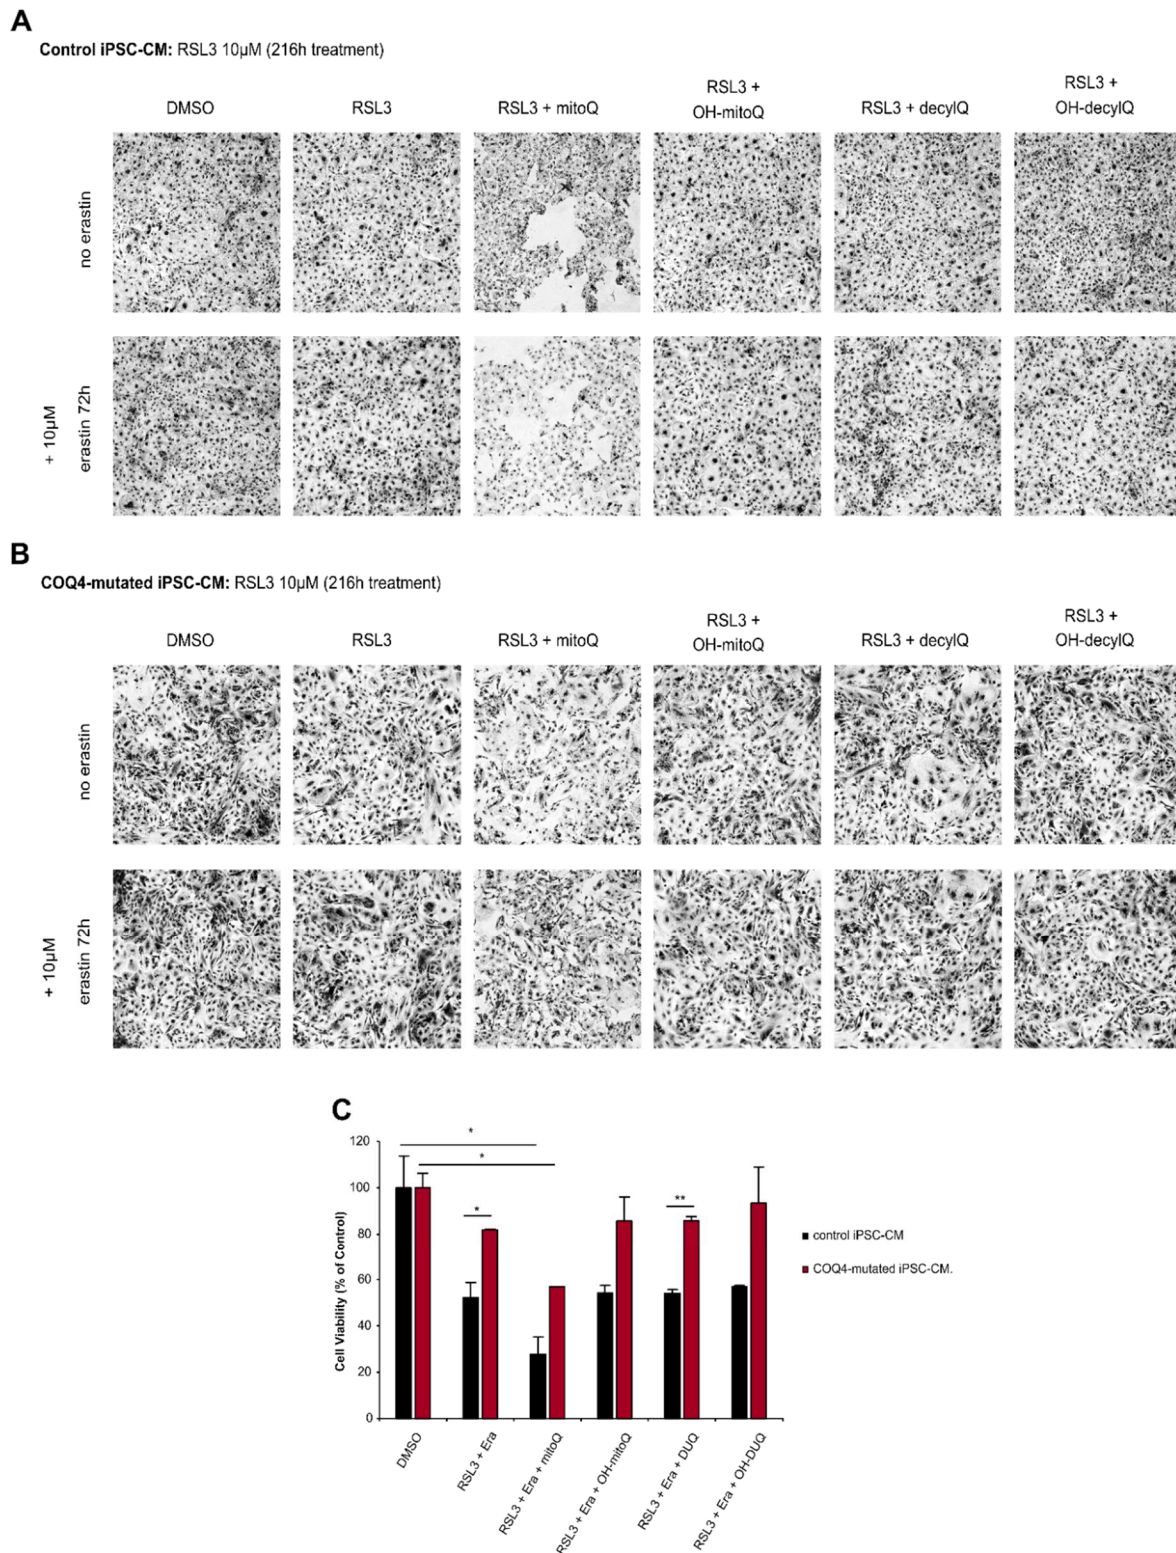 A
Control iPSC-CM: RSL3 10µM (216h treatment)
DMSO
RSL3
RSL3 + mitoQ
RSL3 +
OH-mitoQ
RSL3 + decylQ
RSL3 +
OH-decylQ
no erastin
+ 10µM
erastin 72h
B
COQ4-mutated iPSC-CM: RSL3 10µM (216h treatment)
DMSO
RSL3
RSL3 + mitoQ
RSL3 +
OH-mitoQ
RSL3 + decylQ
RSL3 +
OH-decylQ
no erastin
+ 10µM
erastin 72h
C
Cell Viability (% of Control)
120
100
80
60
40
20
0
*
*
*
**
DMSO
RSL3 + Era
RSL3 + Era + mitoQ
RSL3 + Era + OH-mitoQ
RSL3 + Era + DUQ
RSL3 + Era + OH-DUQ
control iPSC-CM
COQ4-mutated iPSC-CM.